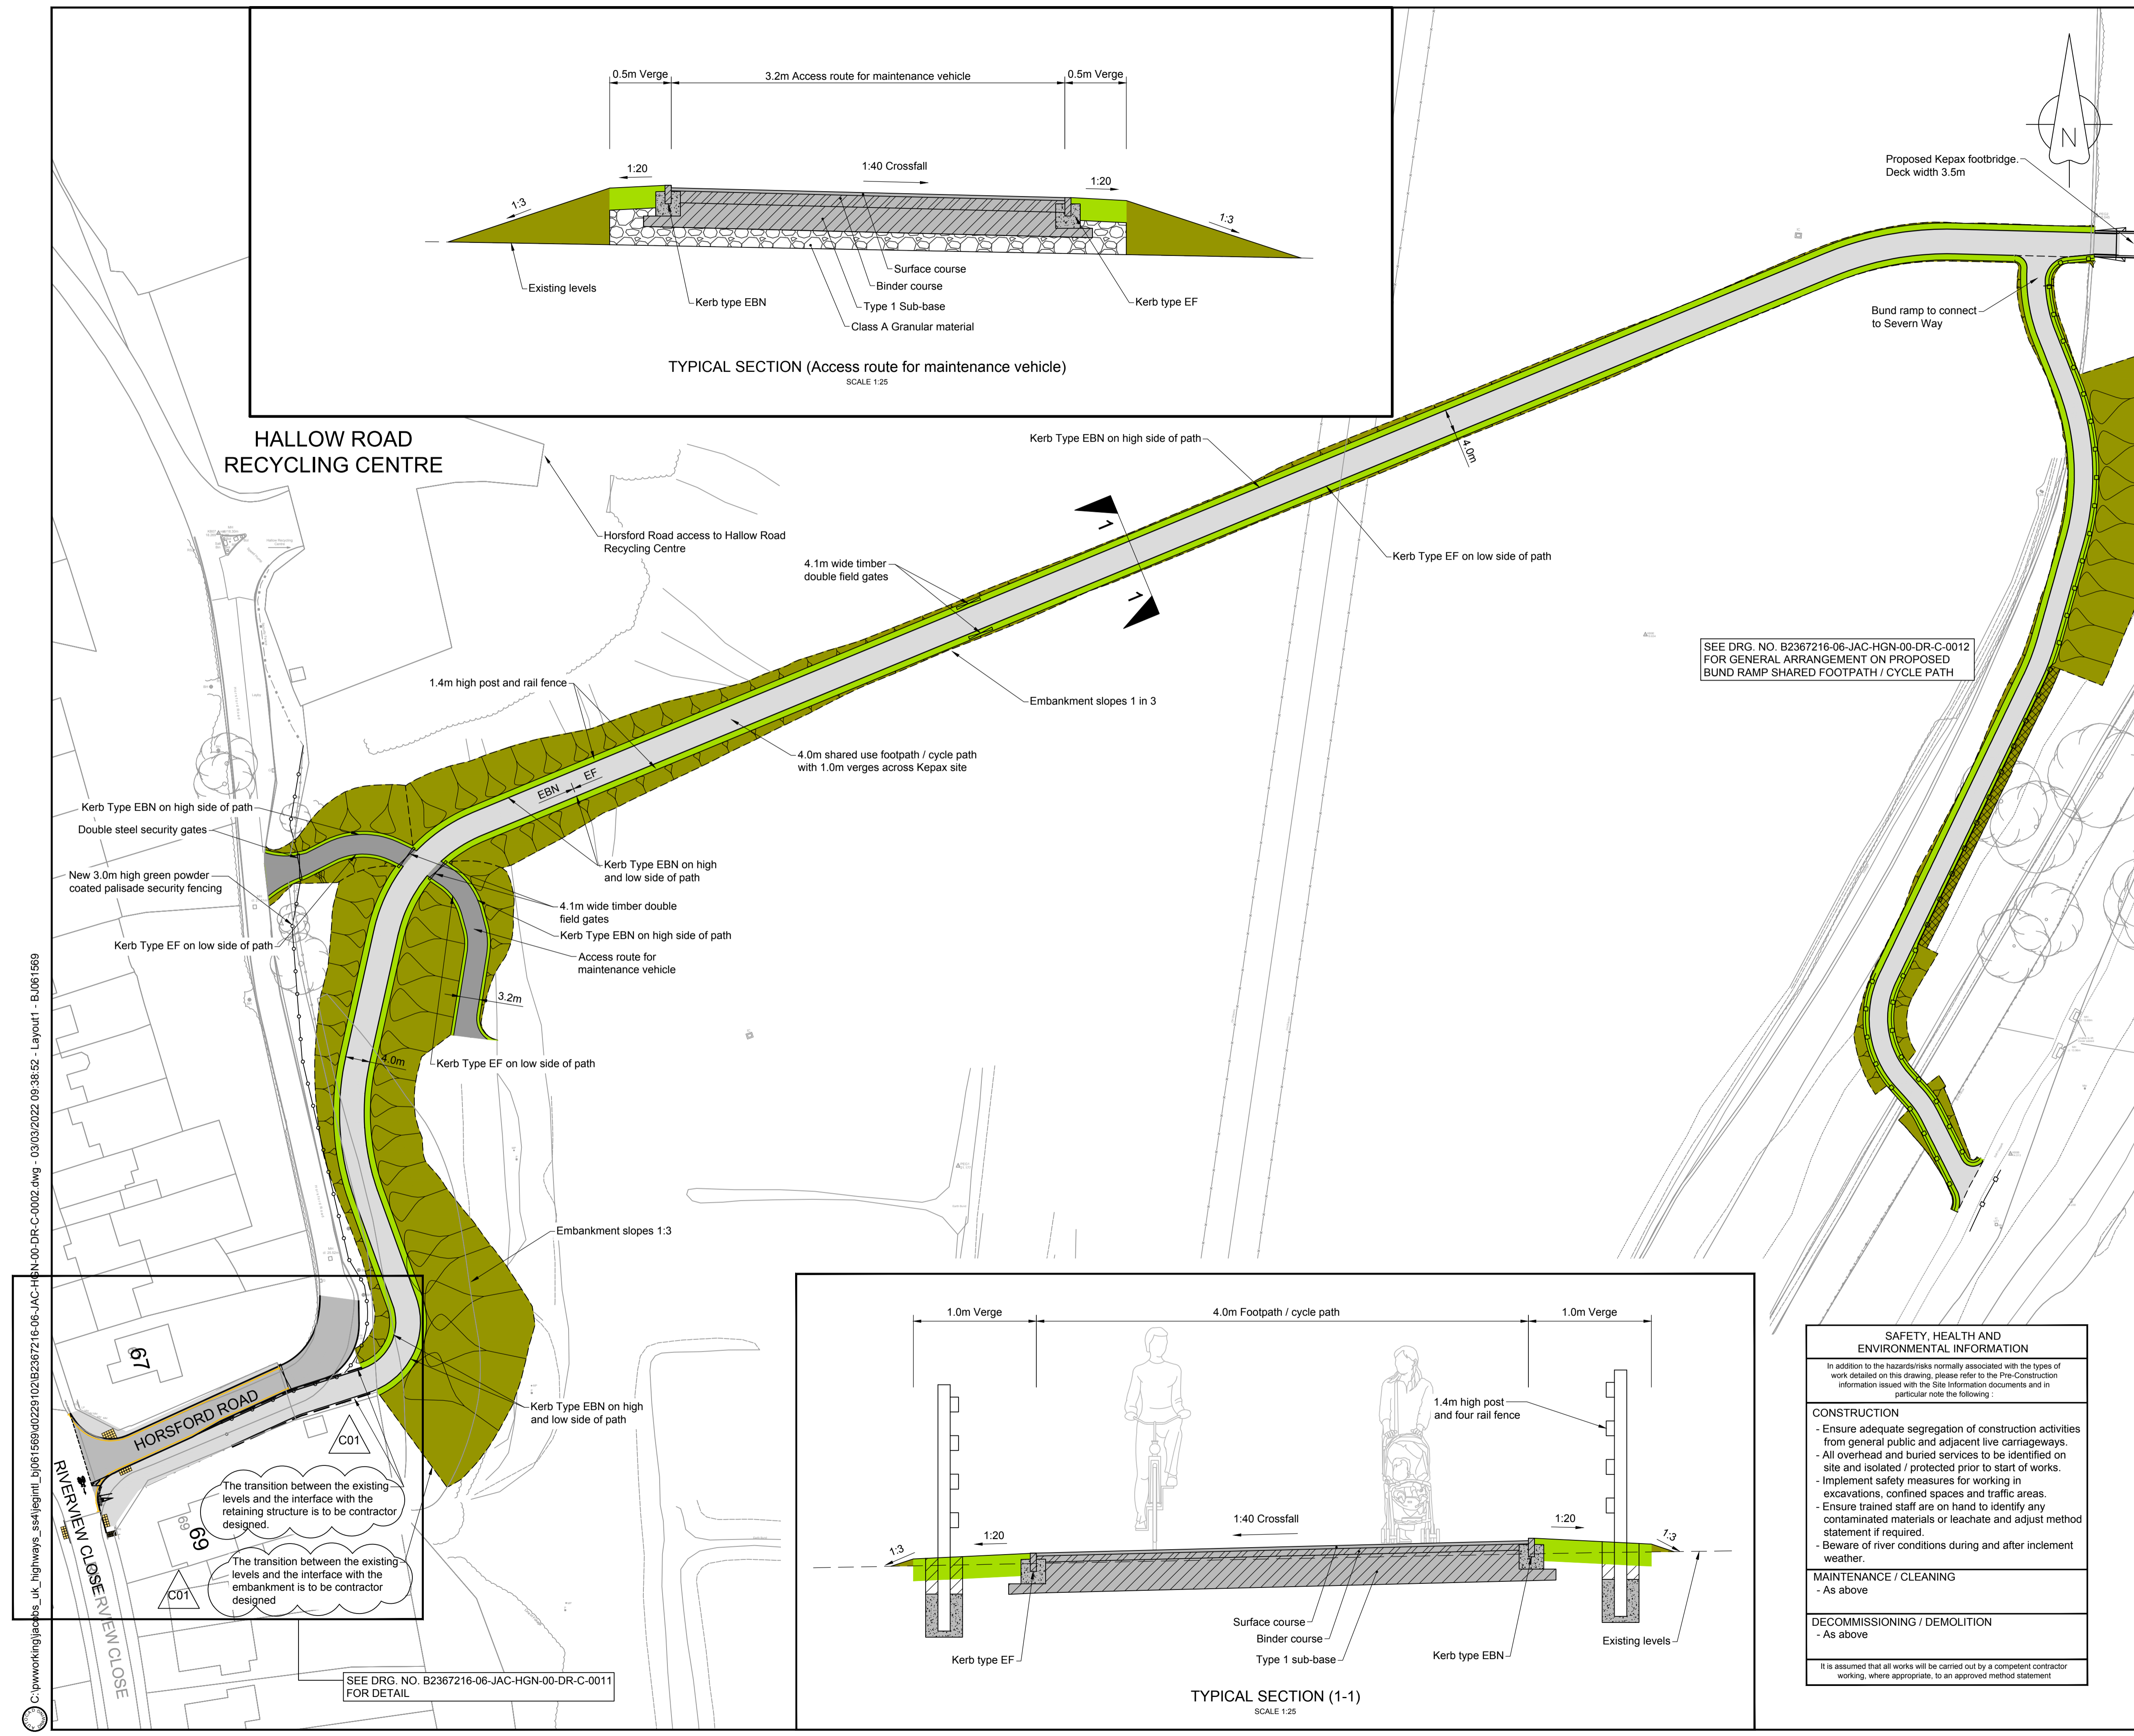 0.5m Verge
3.2m Access route for maintenance vehicle
0.5m Verge
1:20
1:40 Crossfall
1:20
1:3
1:3
Surface course
Existing levels
Binder course
Kerb type EBN
Type 1 Sub-base
Kerb type EF
Class A Granular material
TYPICAL SECTION (Access route for maintenance vehicle)
SCALE 1:25
N
Proposed Kepax footbridge.
Deck width 3.5m
Bund ramp to connect
to Severn Way
HALLOW ROAD
RECYCLING CENTRE
Kerb Type EBN on high side of path
4.0m
Horsford Road access to Hallow Road
Recycling Centre
1
1
Kerb Type EF on low side of path
4.1m wide timber
double field gates
SEE DRG. NO. B2367216-06-JAC-HGN-00-DR-C-0012
FOR GENERAL ARRANGEMENT ON PROPOSED
BUND RAMP SHARED FOOTPATH / CYCLE PATH
1.4m high post and rail fence
Embankment slopes 1 in 3
4.0m shared use footpath / cycle path
with 1.0m verges across Kepax site
EF
EBN
Kerb Type EBN on high side of path
Double steel security gates
New 3.0m high green powder
coated palisade security fencing
Kerb Type EF on low side of path
Kerb Type EBN on high
and low side of path
4.1m wide timber double
field gates
Kerb Type EBN on high side of path
Access route for
maintenance vehicle
3.2m
4.0m
Kerb Type EF on low side of path
Embankment slopes 1:3
Kerb Type EBN on high
and low side of path
67
HORSFORD ROAD
RIVERVIEW CLOSE
RIVERVIEW CLOSE
69
69
C01
The transition between the existing
levels and the interface with the
retaining structure is to be contractor
designed.
The transition between the existing
levels and the interface with the
embankment is to be contractor
designed
C01
SEE DRG. NO. B2367216-06-JAC-HGN-00-DR-C-0011
FOR DETAIL
1.0m Verge
4.0m Footpath / cycle path
1.0m Verge
1.4m high post
and four rail fence
1:3
1:20
1:40 Crossfall
1:20
1:3
Surface course
Binder course
Type 1 sub-base
Kerb type EF
Kerb type EBN
Existing levels
TYPICAL SECTION (1-1)
SCALE 1:25
SAFETY, HEALTH AND
ENVIRONMENTAL INFORMATION
In addition to the hazards/risks normally associated with the types of
work detailed on this drawing, please refer to the Pre-Construction
information issued with the Site Information documents and in
particular note the following :
CONSTRUCTION
- Ensure adequate segregation of construction activities
from general public and adjacent live carriageways.
- All overhead and buried services to be identified on
site and isolated / protected prior to start of works.
- Implement safety measures for working in
excavations, confined spaces and traffic areas.
- Ensure trained staff are on hand to identify any
contaminated materials or leachate and adjust method
statement if required.
- Beware of river conditions during and after inclement
weather.
MAINTENANCE / CLEANING
- As above
DECOMMISSIONING / DEMOLITION
- As above
It is assumed that all works will be carried out by a competent contractor
working, where appropriate, to an approved method statement
C:\pwworking\jacobs_uk_highways_ss4\jegintl_bj061569\d0229102\B2367216-06-JAC-HGN-00-DR-C-0002.dwg - 03/03/2022 09:38:52 - Layout1 - BJ061569